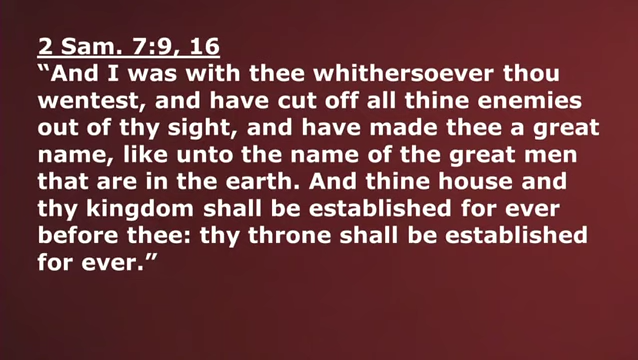 2 Sam. 7:9, 16
“And I was with thee whithersoever thou
wentest, and have cut off all thine enemies
out of thy sight, and have made thee a great
name, like unto the name of the great men
that are in the earth. And thine house and
thy kingdom shall be established for ever
before thee: thy throne shall be established
for ever.”